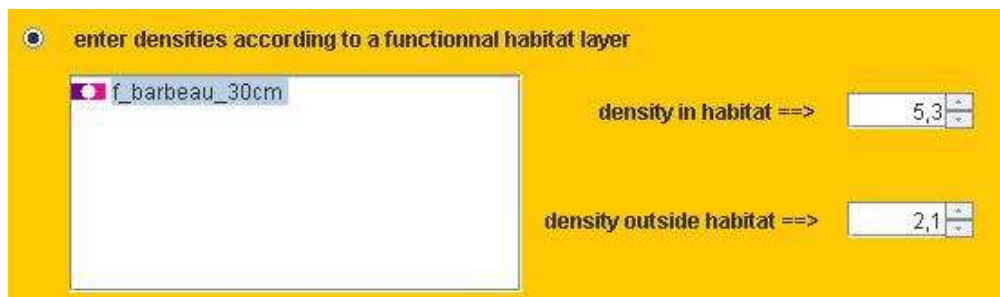 enter densities according to a functionnal habitat layer
f_barbeau_30cm
density in habitat ==> 5,3
density outside habitat ==> 2,1